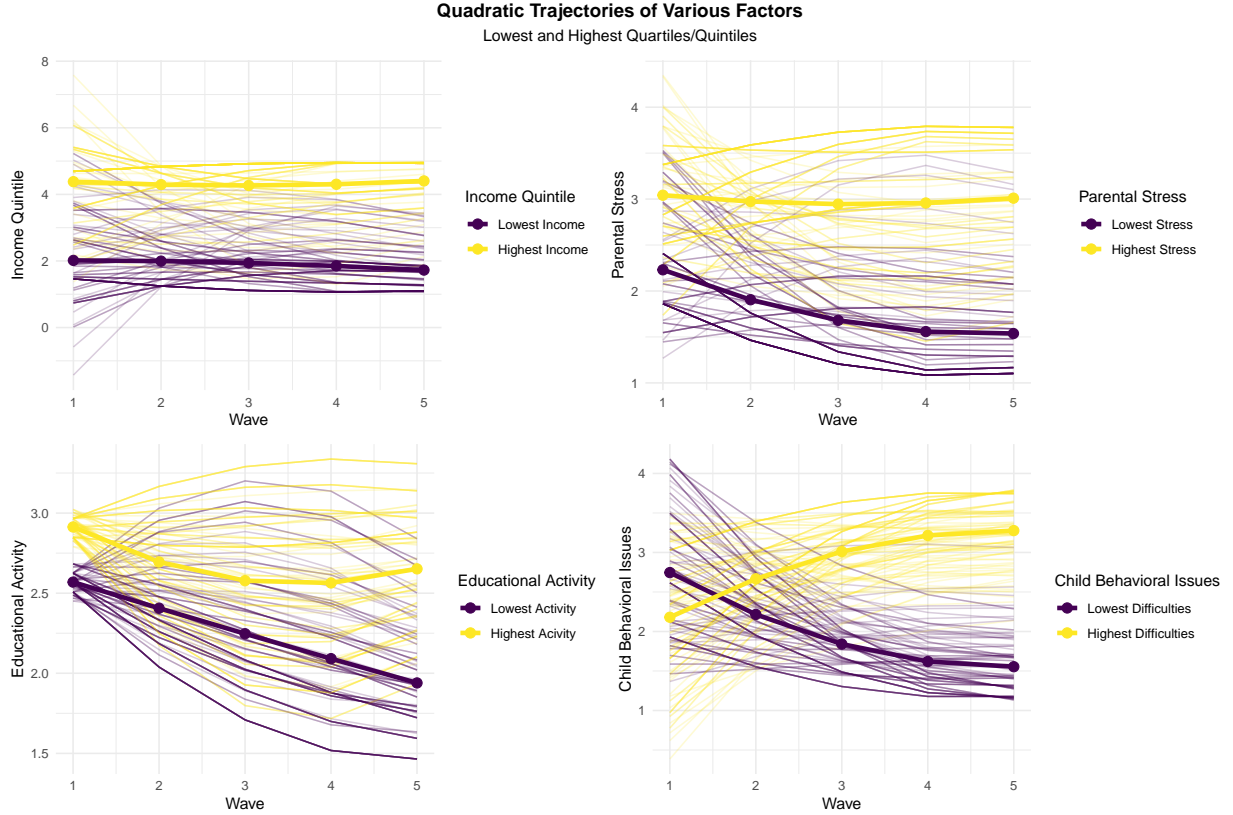 Quadratic Trajectories of Various Factors
Lowest and Highest Quartiles/Quintiles
Income Quintile
8
6
4
2
0
1 2 3 4 5
Wave
Income Quintile
Lowest Income
Highest Income
Parental Stress
4
3
2
1
1 2 3 4 5
Wave
Parental Stress
Lowest Stress
Highest Stress
Educational Activity
3.0
2.5
2.0
1.5
1 2 3 4 5
Wave
Educational Activity
Lowest Activity
Highest Acivity
Child Behavioral Issues
4
3
2
1
1 2 3 4 5
Wave
Child Behavioral Issues
Lowest Difficulties
Highest Difficulties